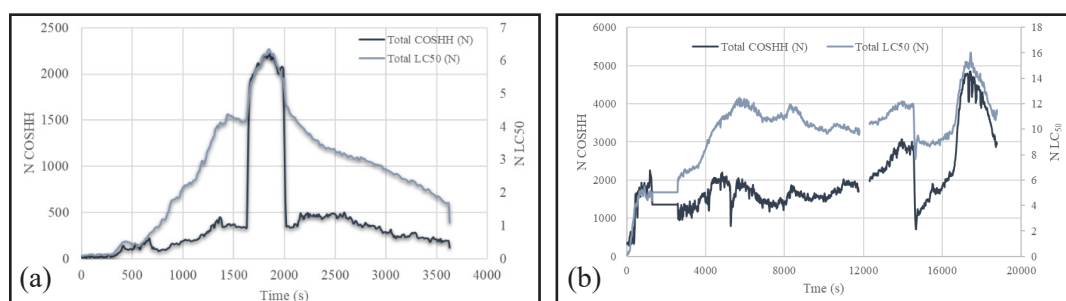 2500
2000
1500
1000
500
0
N COSHH
7
6
5
4
3
2
1
0
N LC50
Total COSHH (N)
Total LC50 (N)
0 500 1000 1500 2000 2500 3000 3500 4000
Time (s)
(a)
6000
5000
4000
3000
2000
1000
0
N COSHH
18
16
14
12
10
8
6
4
2
0
N LC50
Total COSHH (N) Total LC50 (N)
0 4000 8000 12000 16000 20000
Tme (s)
(b)